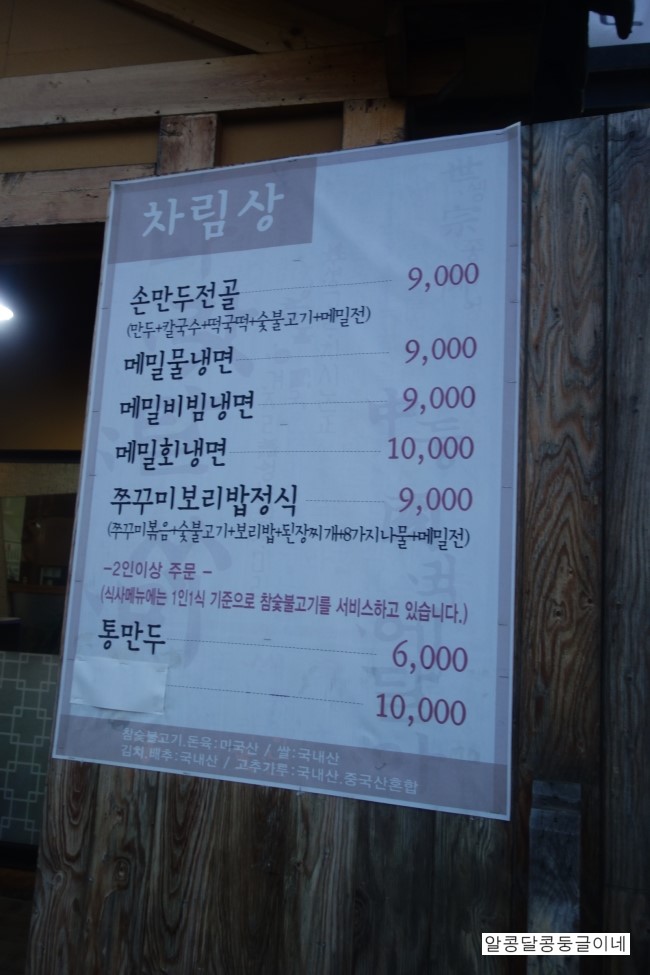 차림상
손만두전골 9,000
(만두+칼국수+떡국떡+숯불고기+메밀전)
메밀물냉면 9,000
메밀비빔냉면 9,000
메밀회냉면 10,000
쭈꾸미보리밥정식 9,000
(쭈꾸미볶음+숯불고기+보리밥+된장찌개+8가지나물+메밀전)
-2인이상 주문 -
(식사메뉴에는 1인1식 기준으로 참숯불고기를 서비스하고 있습니다.)
통만두 6,000
10,000
참숯불고기.돈육:미국산 / 쌀:국내산
김치.배추:국내산 / 고추가루:국내산.중국산혼합
알콩달콩둥글이네